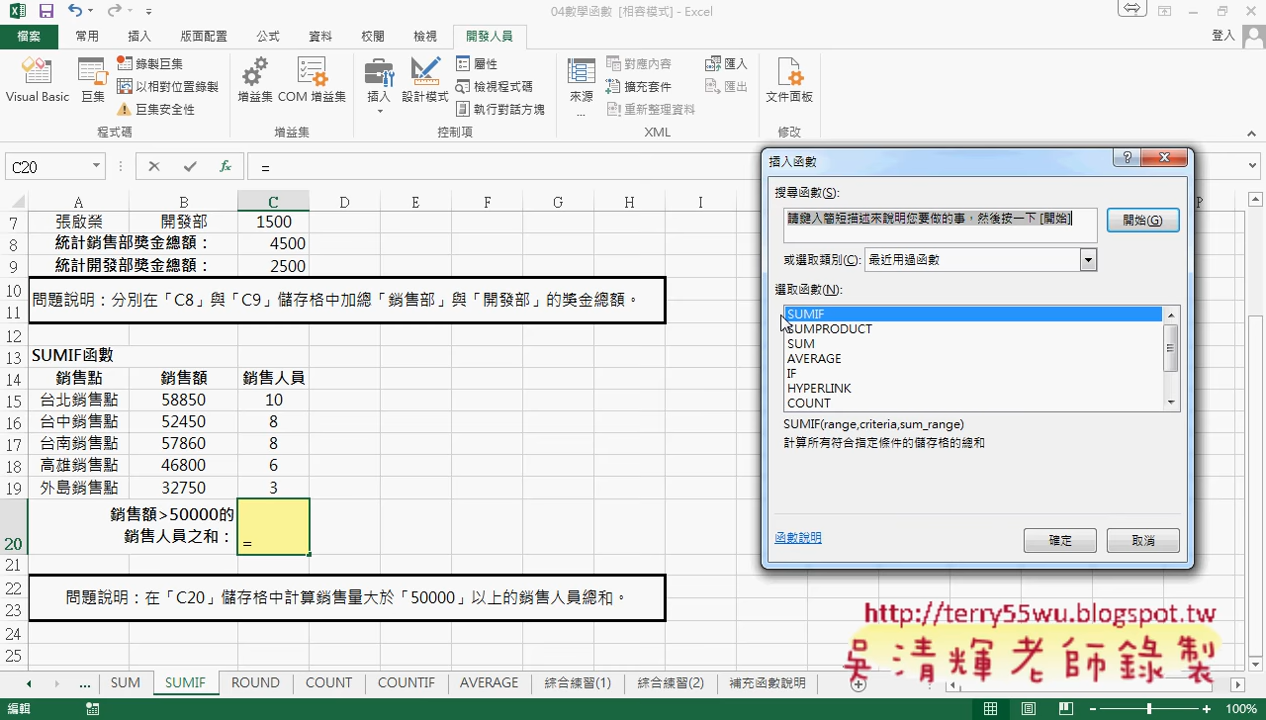 04數學函數 [相容模式] - Excel
檔案 常用 插入 版面配置 公式 資料 校閱 檢視 開發人員 登入
Visual Basic 巨集 錄製巨集 以相對位置錄製 巨集安全性 程式碼
增益集 COM 增益集 增益集
插入 設計模式 屬性 檢視程式碼 執行對話方塊 控制項
來源 ... 對應內容 擴充套件 重新整理資料 匯入 匯出 XML
文件面板 修改
C20 fx =
A B C D E F G H I P
7 張啟榮 開發部 1500
8 統計銷售部獎金總額： 4500
9 統計開發部獎金總額： 2500
10
11
問題說明：分別在「C8」與「C9」儲存格中加總「銷售部」與「開發部」的獎金總額。
12
13 SUMIF函數
14 銷售點 銷售額 銷售人員
15 台北銷售點 58850 10
16 台中銷售點 52450 8
17 台南銷售點 57860 8
18 高雄銷售點 46800 6
19 外島銷售點 32750 3
銷售額>50000的
20 銷售人員之和： =
21
22
23
問題說明：在「C20」儲存格中計算銷售量大於「50000」以上的銷售人員總和。
24
25
插入函數
搜尋函數(S):
請鍵入簡短描述來說明您要做的事，然後按一下 [開始]
開始(G)
或選取類別(C): 最近用過函數
選取函數(N):
SUMIF
SUMPRODUCT
SUM
AVERAGE
IF
HYPERLINK
COUNT
SUMIF(range,criteria,sum_range)
計算所有符合指定條件的儲存格的總和
函數說明 確定 取消
http://terry55wu.blogspot.tw
吳清輝老師錄製
... SUM SUMIF ROUND COUNT COUNTIF AVERAGE 綜合練習(1) 綜合練習(2) 補充函數說明
編輯 100%